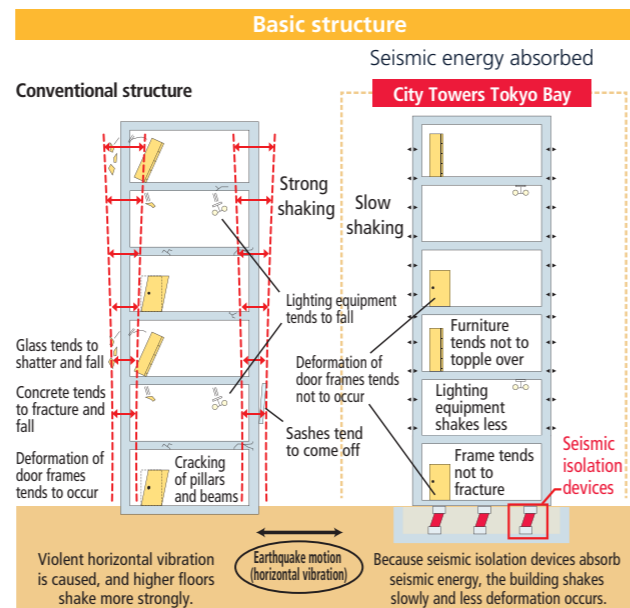 Basic structure
Seismic energy absorbed
Conventional structure
City Towers Tokyo Bay
Strong
shaking
Slow
shaking
Lighting equipment
tends to fall
Glass tends to
shatter and fall
Deformation of
door frames tends
not to occur
Furniture
tends not to
topple over
Concrete tends
to fracture and
fall
Lighting
equipment
shakes less
Sashes tend
to come off
Deformation of
door frames
tends to occur
Cracking
of pillars
and beams
Frame tends
not to
fracture
Seismic
isolation
devices
Violent horizontal vibration
is caused, and higher floors
shake more strongly.
Earthquake motion
(horizontal vibration)
Because seismic isolation devices absorb
seismic energy, the building shakes
slowly and less deformation occurs.